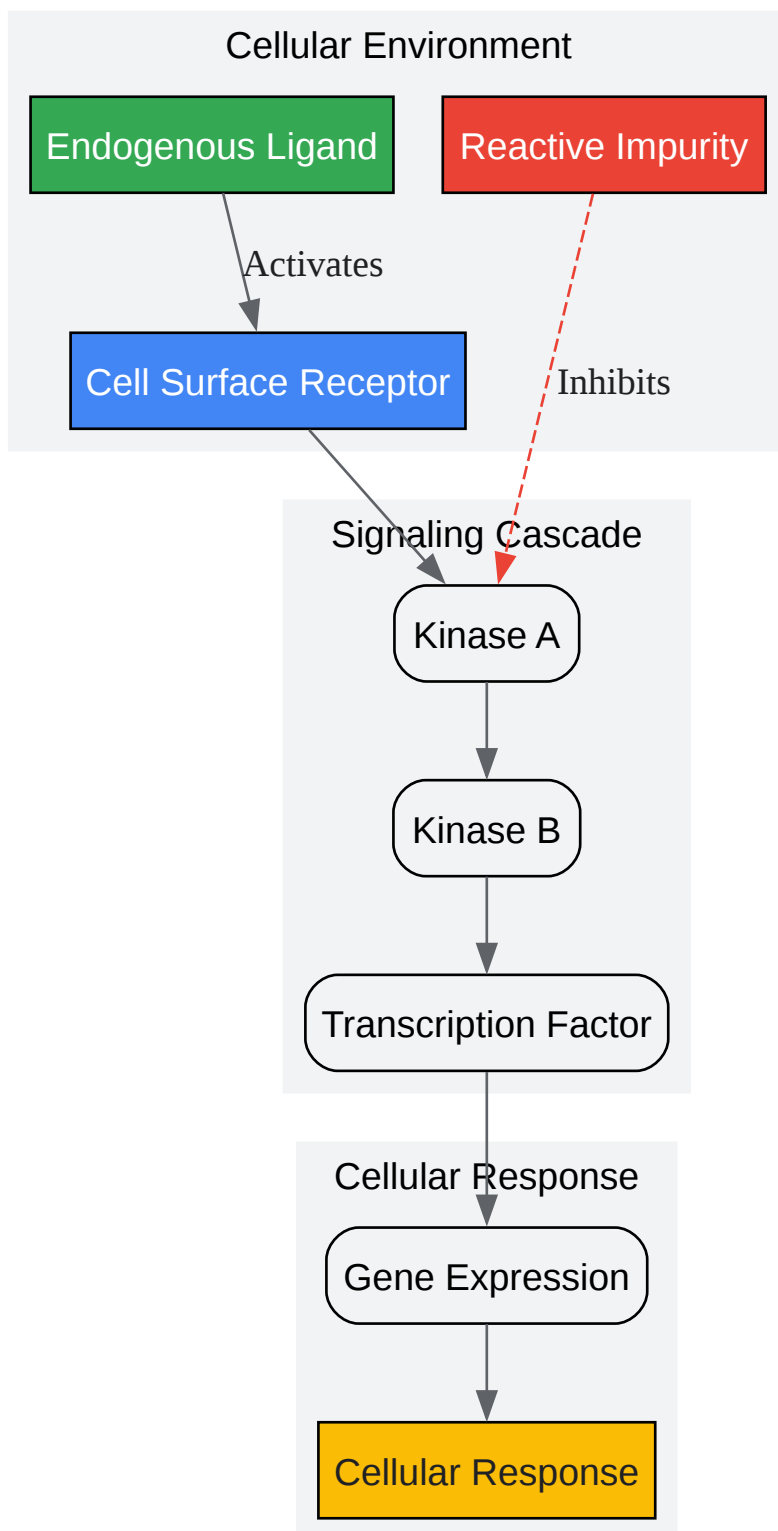 Cellular Environment
Endogenous Ligand
Reactive Impurity
Activates
Cell Surface Receptor
Inhibits
Signaling Cascade
Kinase A
Kinase B
Transcription Factor
Cellular Response
Gene Expression
Cellular Response